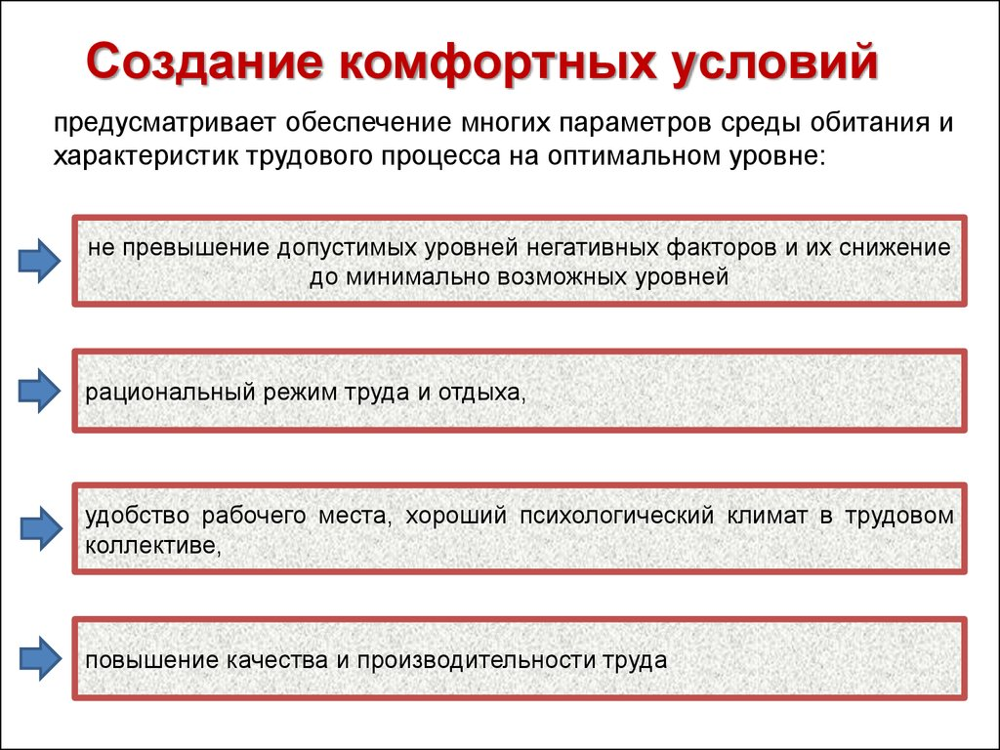 Создание комфортных условий
предусматривает обеспечение многих параметров среды обитания и
характеристик трудового процесса на оптимальном уровне:
не превышение допустимых уровней негативных факторов и их снижение
до минимально возможных уровней
рациональный режим труда и отдыха,
удобство рабочего места, хороший психологический климат в трудовом
коллективе,
повышение качества и производительности труда